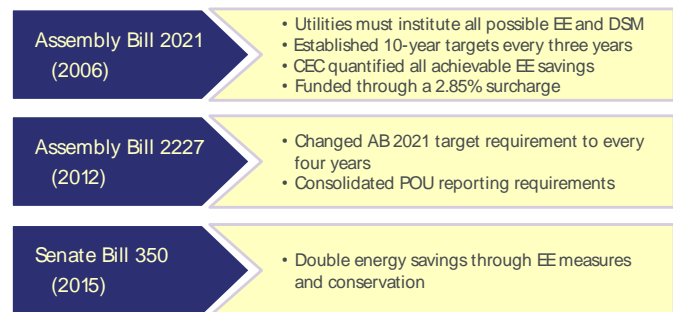 Assembly Bill 2021
(2006)
• Utilities must institute all possible EE and DSM
• Established 10-year targets every three years
• CEC quantified all achievable EE savings
• Funded through a 2.85% surcharge
Assembly Bill 2227
(2012)
• Changed AB 2021 target requirement to every
four years
• Consolidated POU reporting requirements
Senate Bill 350
(2015)
• Double energy savings through EE measures
and conservation